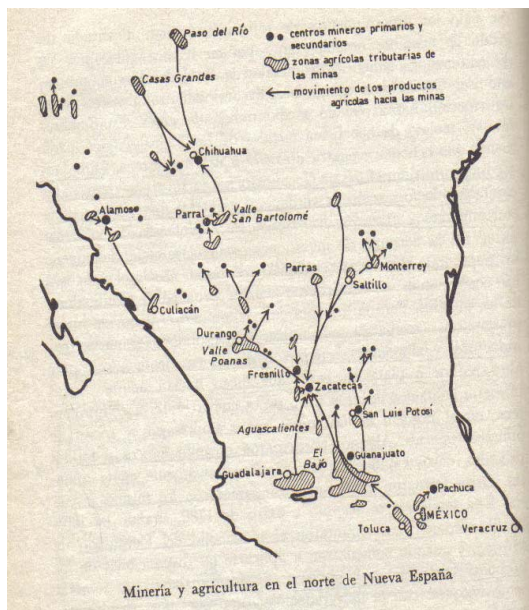 Paso del Río
Casas Grandes
centros mineros primarios y
secundarios
zonas agrícolas tributarias de
las minas
movimiento de los productos
agrícolas hacia las minas
Chihuahua
Alamos
Parral
Valle
San Bartolomé
Parras
Monterrey
Saltillo
Culiacán
Durango
Valle
Poanas
Fresnillo
Zacatecas
Aguascalientes
San Luis Potosí
El
Bajío
Guanajuato
Guadalajara
Pachuca
MÉXICO
Toluca
Veracruz
Minería y agricultura en el norte de Nueva España